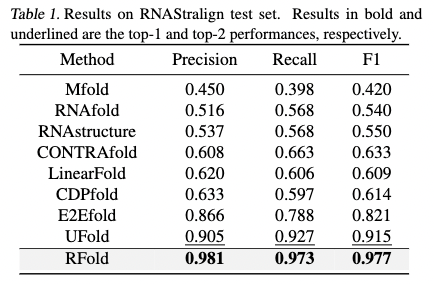 Table 1. Results on RNAStralign test set. Results in bold and
underlined are the top-1 and top-2 performances, respectively.
Method Precision Recall F1
Mfold 0.450 0.398 0.420
RNAfold 0.516 0.568 0.540
RNAstructure 0.537 0.568 0.550
CONTRAfold 0.608 0.663 0.633
LinearFold 0.620 0.606 0.609
CDPfold 0.633 0.597 0.614
E2Efold 0.866 0.788 0.821
UFold 0.905 0.927 0.915
RFold 0.981 0.973 0.977